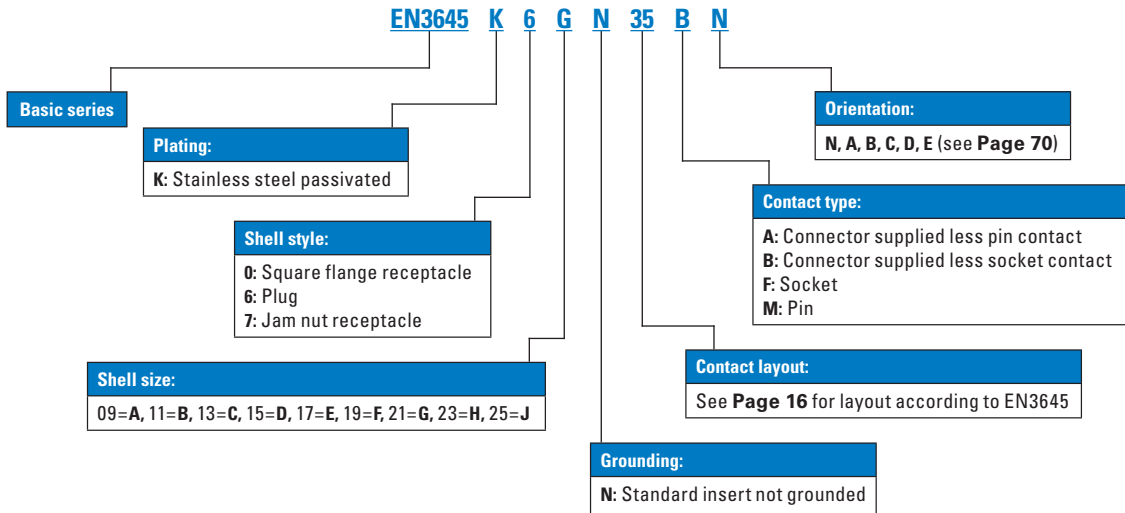 EN3645 K 6 G N 35 B N
Basic series
Plating:
K: Stainless steel passivated
Shell style:
0: Square flange receptacle
6: Plug
7: Jam nut receptacle
Shell size:
09=A, 11=B, 13=C, 15=D, 17=E, 19=F, 21=G, 23=H, 25=J
Orientation:
N, A, B, C, D, E (see Page 70)
Contact type:
A: Connector supplied less pin contact
B: Connector supplied less socket contact
F: Socket
M: Pin
Contact layout:
See Page 16 for layout according to EN3645
Grounding:
N: Standard insert not grounded